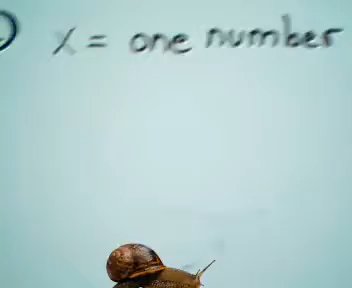 x = one number